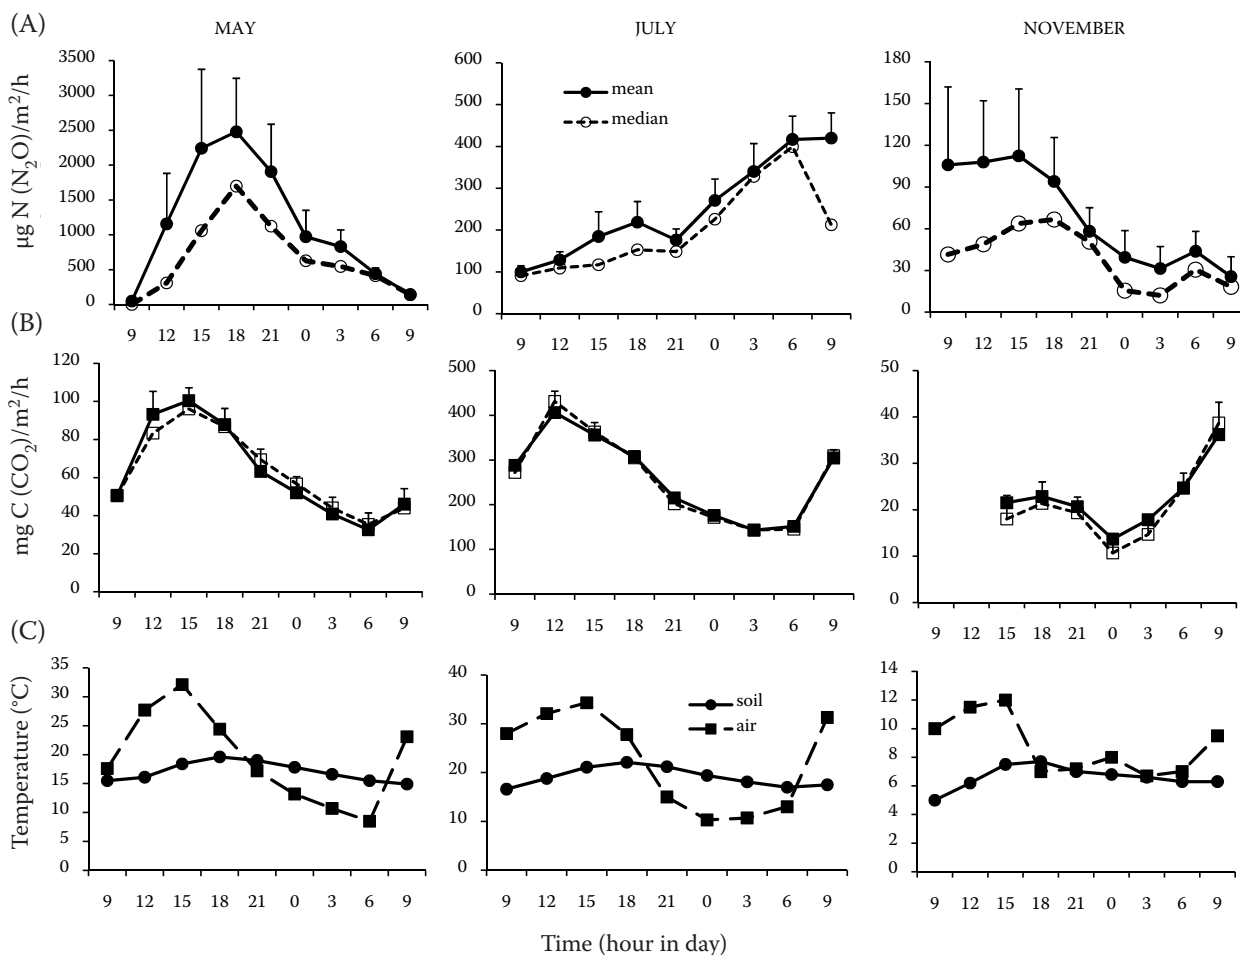 (A)
MAY
JULY
NOVEMBER
µg N (N2O)/m²/h
3500
3000
2500
2000
1500
1000
500
0
9 12 15 18 21 0 3 6 9
600
500
400
300
200
100
0
mean
median
9 12 15 18 21 0 3 6 9
180
150
120
90
60
30
0
9 12 15 18 21 0 3 6 9
(B)
mg C (CO2)/m²/h
120
100
80
60
40
20
0
9 12 15 18 21 0 3 6 9
500
400
300
200
100
0
9 12 15 18 21 0 3 6 9
50
40
30
20
10
0
9 12 15 18 21 0 3 6 9
(C)
Temperature (°C)
35
30
25
20
15
10
5
0
9 12 15 18 21 0 3 6 9
40
30
20
10
0
soil
air
9 12 15 18 21 0 3 6 9
14
12
10
8
6
4
2
0
9 12 15 18 21 0 3 6 9
Time (hour in day)